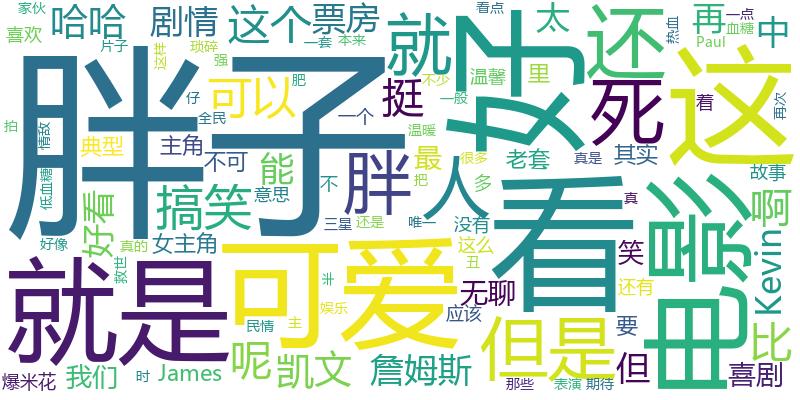 家伙
喜欢
哈哈
片子
这样
琐碎
剧情
强
看点
一套
本来
这个
票房
就
好
太
还
再
一点
血糖
Paul
热血
中
胖子
肥
仔
全民
可以
挺
不少
温馨
一般
里
死
这
着
再次
拍
情敌
低血糖
典型
主角
不可
一个
胖
温暖
最
很多
人
把
老套
多
真是
其实
故事
好看
搞笑
能
意思
不
三星
还是
唯一
没有
这么
丑
看
真
笑
电影
啊
Kevin
好像
真的
救世
女主角
就是
可爱
半
娱乐
主
民情
无聊
应该
但是
还有
要
但
比
爆米花
我们
时
James
呢
凯文
詹姆斯
那些
表演
期待
喜剧